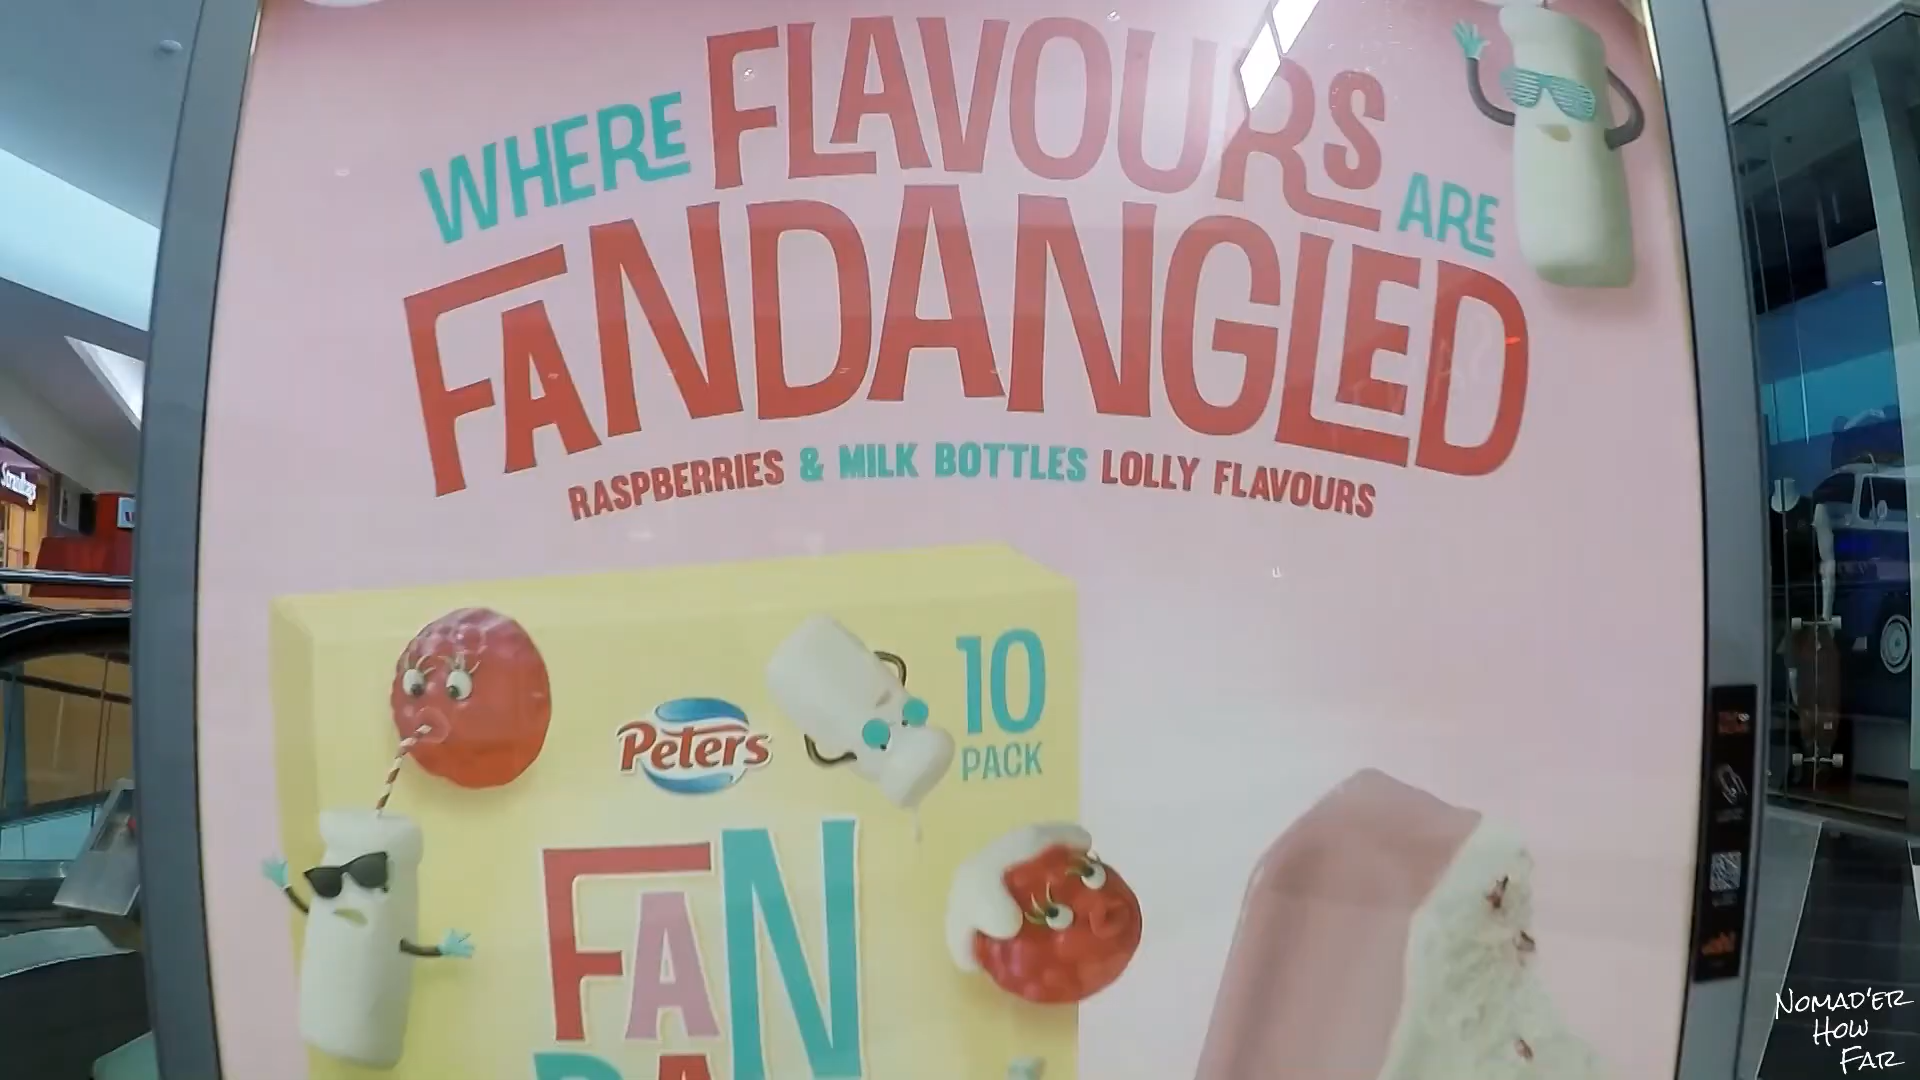 WHERE FLAVOURS ARE
FANDANGLED
RASPBERRIES & MILK BOTTLES LOLLY FLAVOURS
Peters
10
PACK
FAN
NOMAD'ER
HOW
FAR